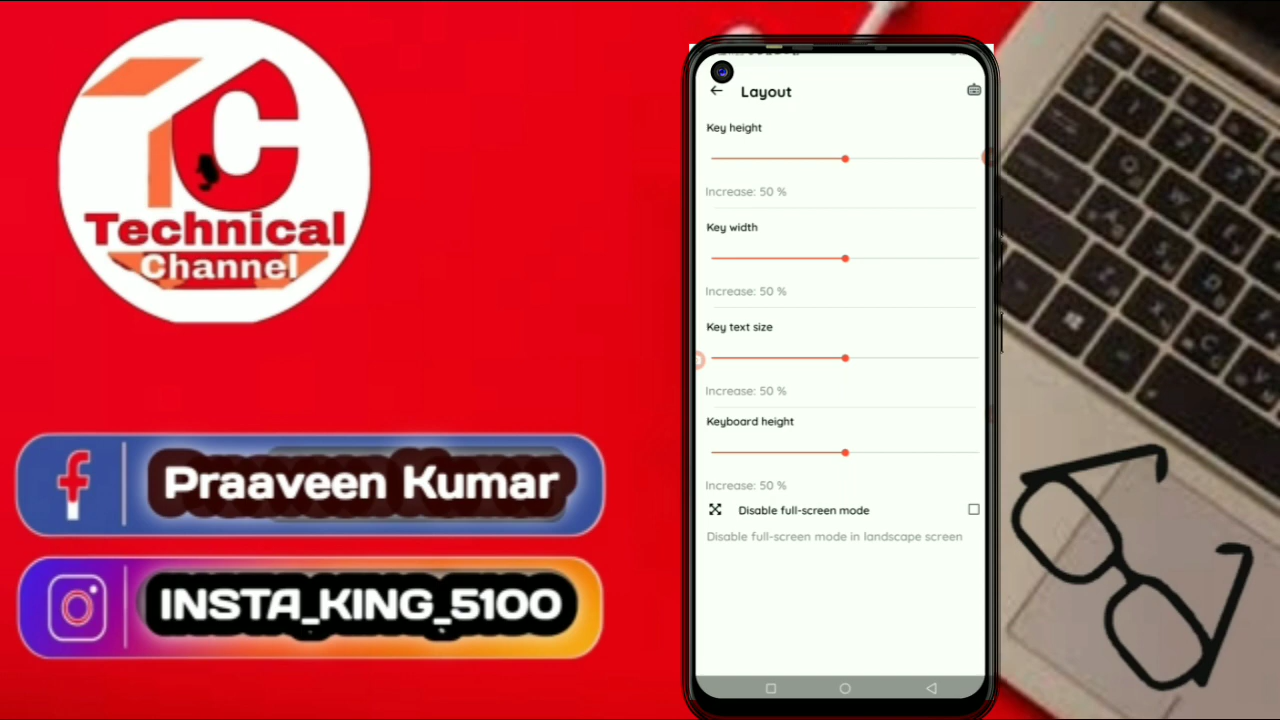 TC
Technical
Channel
Praaveen Kumar
INSTA_KING_5100
Layout
Key height
Increase: 50 %
Key width
Increase: 50 %
Key text size
Increase: 50 %
Keyboard height
Increase: 50 %
Disable full-screen mode
Disable full-screen mode in landscape screen